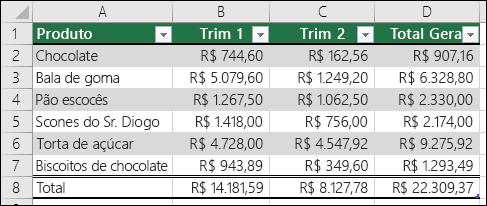 A B C D
1 Produto Trim 1 Trim 2 Total Gera
2 Chocolate R$ 744,60 R$ 162,56 R$ 907,16
3 Bala de goma R$ 5.079,60 R$ 1.249,20 R$ 6.328,80
4 Pão escocês R$ 1.267,50 R$ 1.062,50 R$ 2.330,00
5 Scones do Sr. Diogo R$ 1.418,00 R$ 756,00 R$ 2.174,00
6 Torta de açúcar R$ 4.728,00 R$ 4.547,92 R$ 9.275,92
7 Biscoitos de chocolate R$ 943,89 R$ 349,60 R$ 1.293,49
8 Total R$ 14.181,59 R$ 8.127,78 R$ 22.309,37